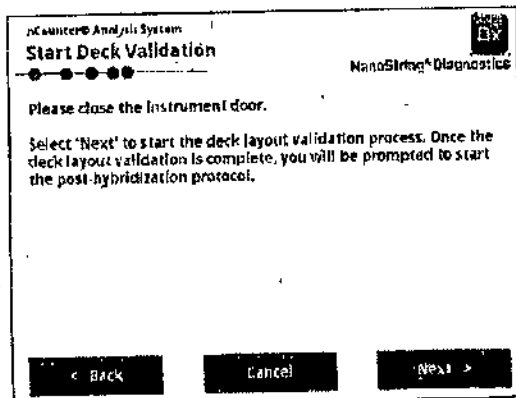 nCounter® Analysis System
Start Deck Validation
Dx
NanoString® Diagnostics
Please close the instrument door.
Select 'Next' to start the deck layout validation process. Once the
deck layout validation is complete, you will be prompted to start
the post-hybridization protocol.
< Back
Cancel
Next >